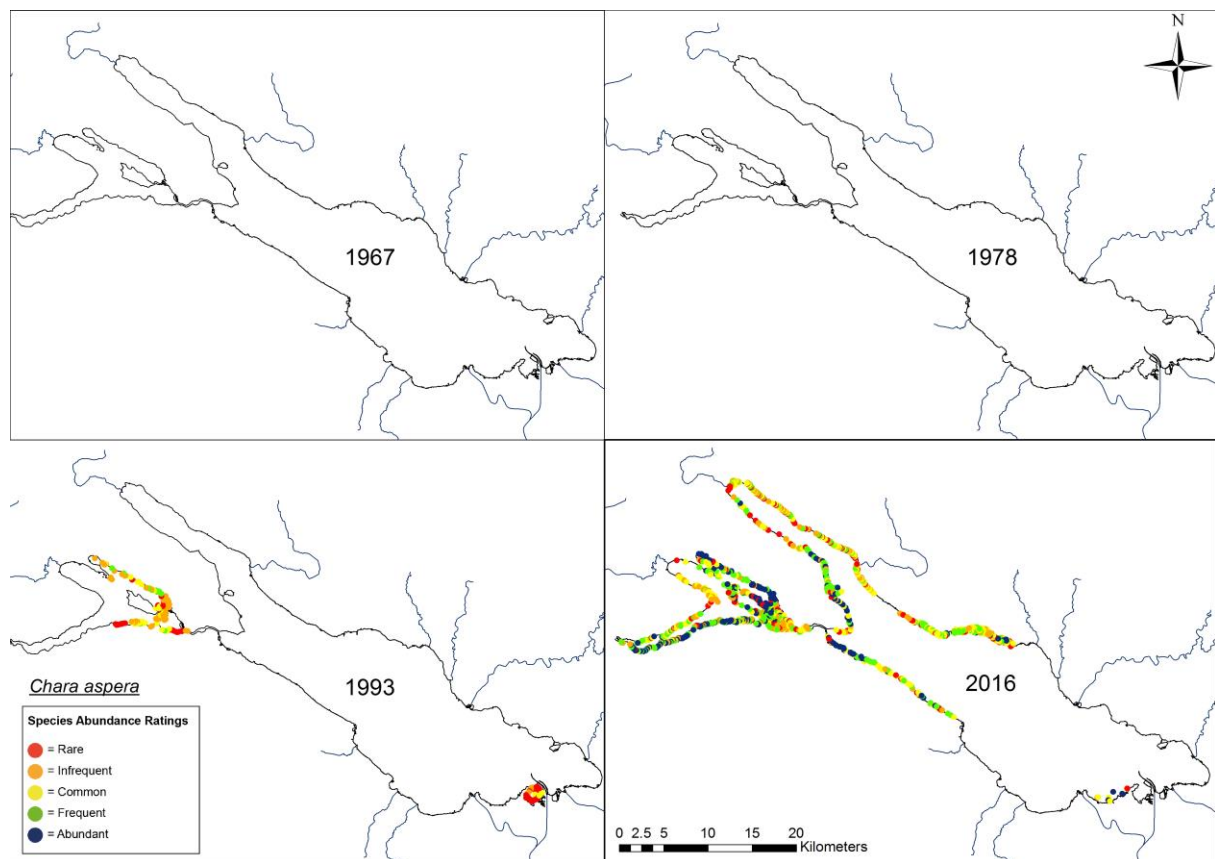 N
1967
1978
1993
2016
Chara aspera
Species Abundance Ratings
= Rare
= Infrequent
= Common
= Frequent
= Abundant
0 2.5 5 10 15 20
Kilometers